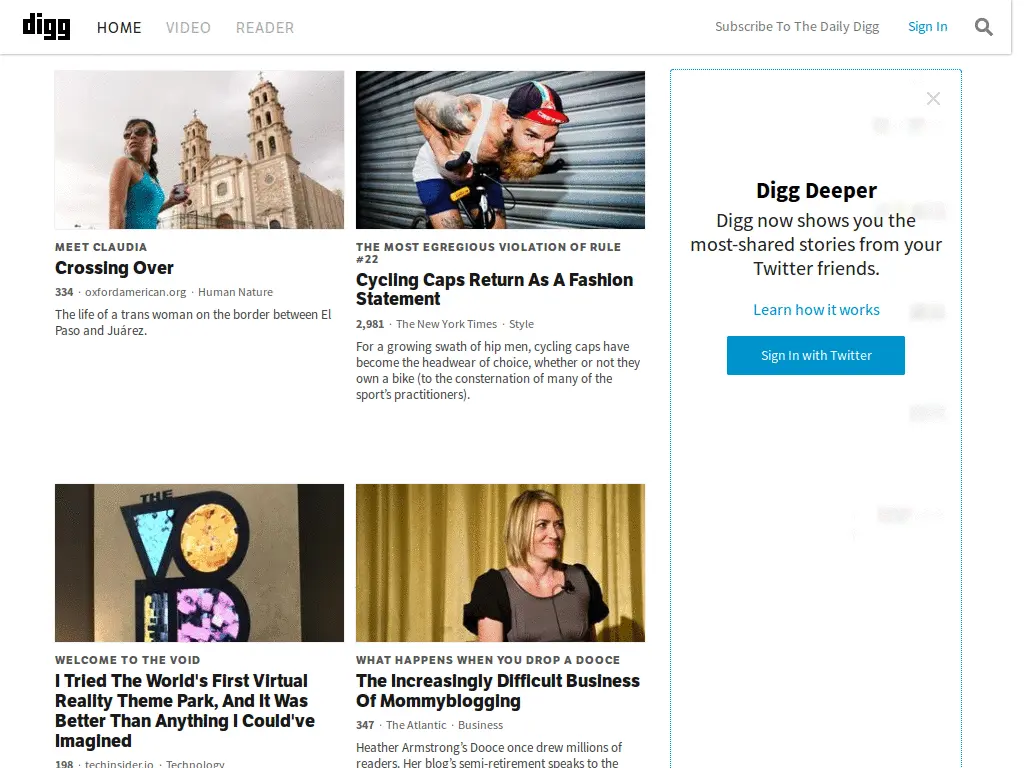 digg HOME VIDEO READER Subscribe To The Daily Digg Sign In
MEET CLAUDIA
Crossing Over
334 · oxfordamerican.org · Human Nature
The life of a trans woman on the border between El
Paso and Juárez.
THE MOST EGREGIOUS VIOLATION OF RULE
#22
Cycling Caps Return As A Fashion
Statement
2,981 · The New York Times · Style
For a growing swath of hip men, cycling caps have
become the headwear of choice, whether or not they
own a bike (to the consternation of many of the
sport's practitioners).
THE
VOID
WELCOME TO THE VOID
I Tried The World's First Virtual
Reality Theme Park, And It Was
Better Than Anything I Could've
Imagined
198 · techinsider.io · Technology
WHAT HAPPENS WHEN YOU DROP A DOOCE
The Increasingly Difficult Business
Of Mommyblogging
347 · The Atlantic · Business
Heather Armstrong's Dooce once drew millions of
readers. Her blog's semi-retirement speaks to the
Digg Deeper
Digg now shows you the
most-shared stories from your
Twitter friends.
Learn how it works
Sign In with Twitter